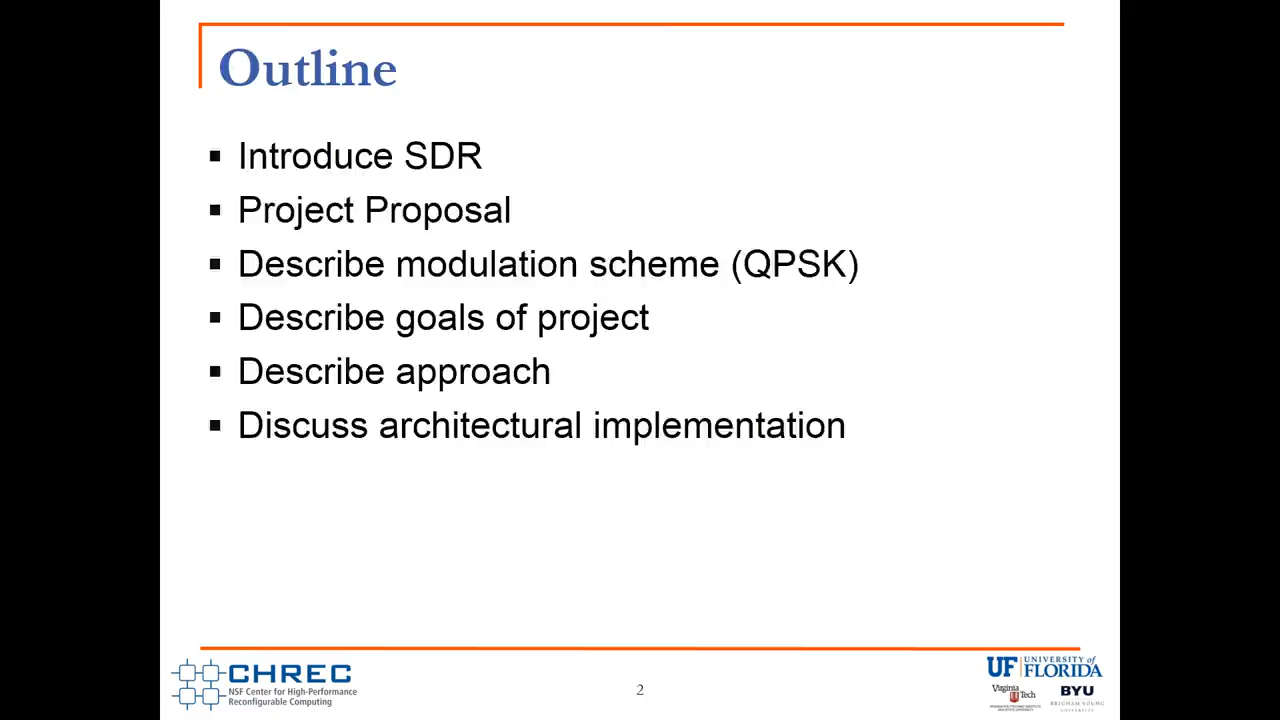 Outline
▪ Introduce SDR
▪ Project Proposal
▪ Describe modulation scheme (QPSK)
▪ Describe goals of project
▪ Describe approach
▪ Discuss architectural implementation
CHREC
NSF Center for High-Performance
Reconfigurable Computing
2
UF UNIVERSITY of
FLORIDA
Virginia Tech
BYU
BRIGHAM YOUNG
UNIVERSITY